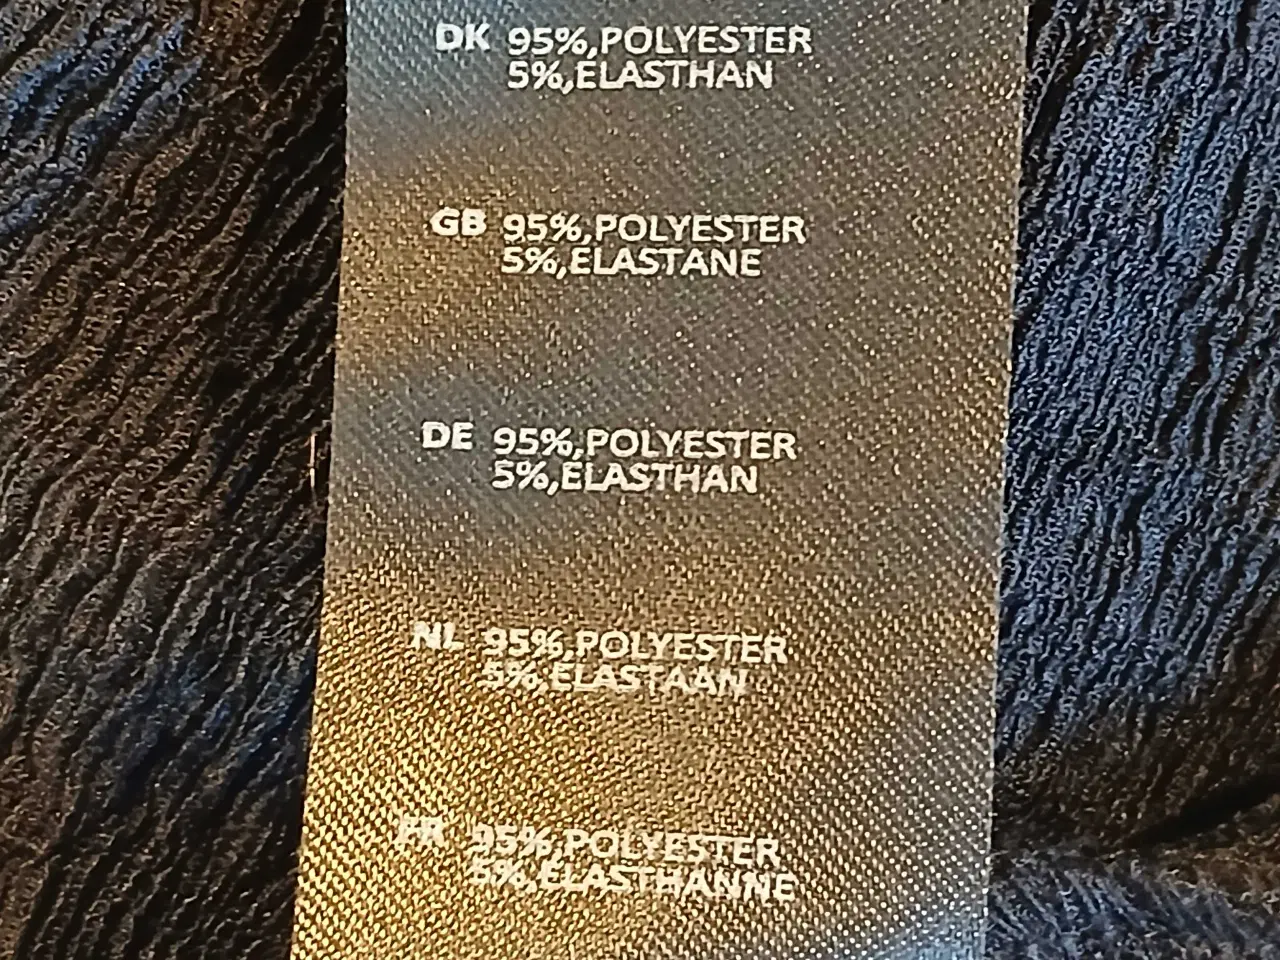 DK 95%,POLYESTER
5%,ELASTHAN
GB 95%,POLYESTER
5%,ELASTANE
DE 95%,POLYESTER
5%,ELASTHAN
NL 95%,POLYESTER
5%,ELASTAAN
FR 95%,POLYESTER
5%,ELASTHANNE